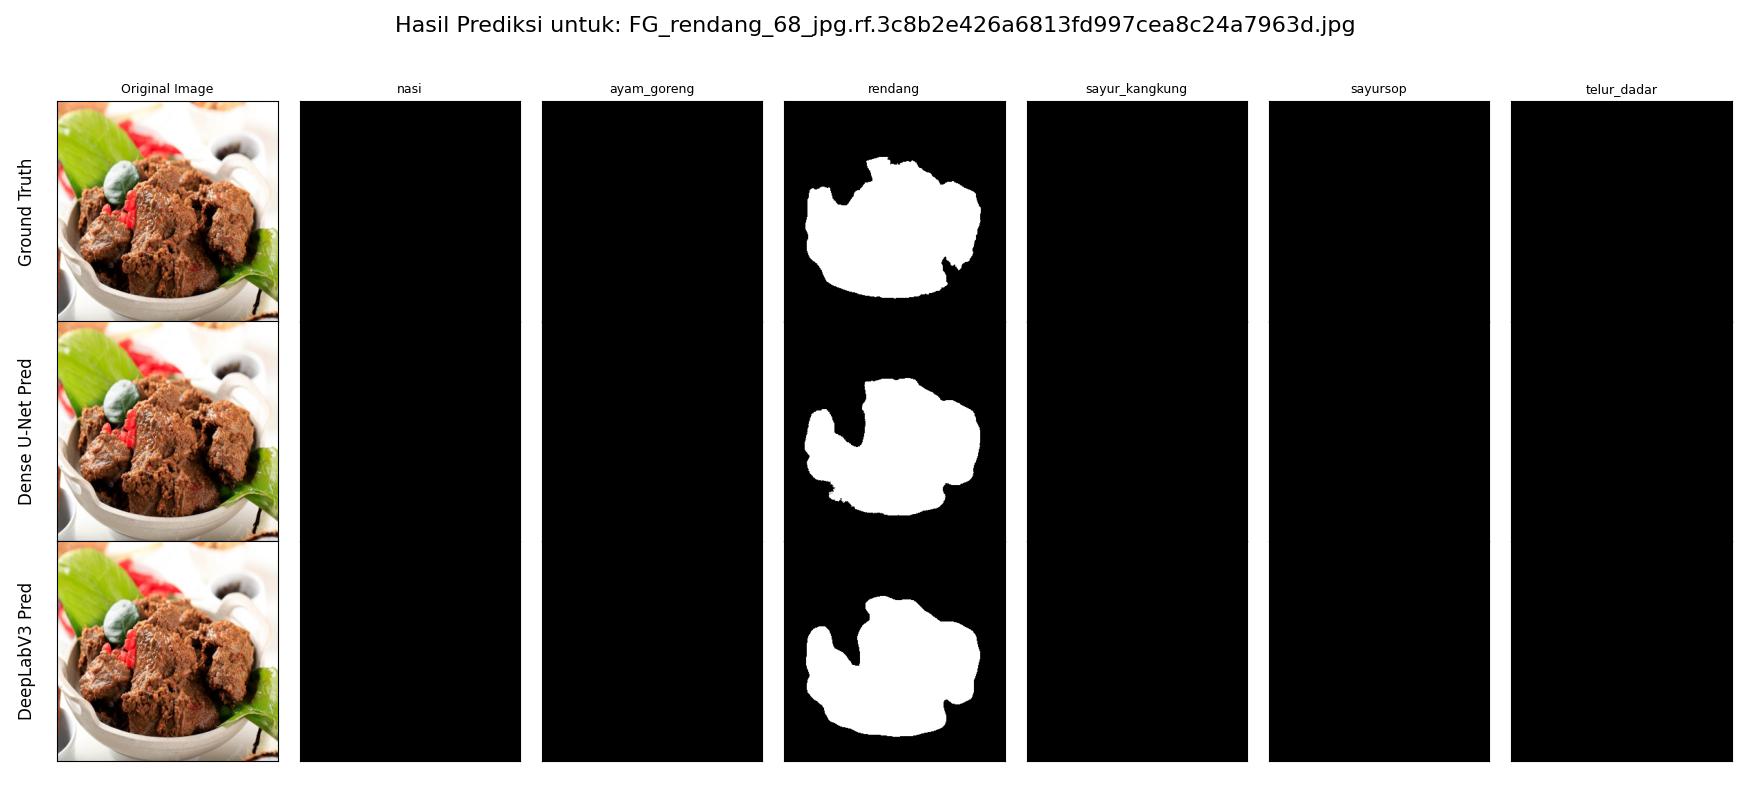 Hasil Prediksi untuk: FG_rendang_68_jpg.rf.3c8b2e426a6813fd997cea8c24a7963d.jpg
Original Image
nasi
ayam_goreng
rendang
sayur_kangkung
sayursop
telur_dadar
Ground Truth
Dense U-Net Pred
DeepLabV3 Pred